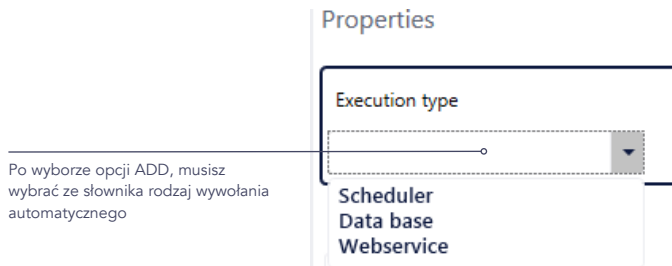 Properties
Execution type
Po wyborze opcji ADD, musisz
wybrać ze słownika rodzaj wywołania
automatycznego
Scheduler
Data base
Webservice